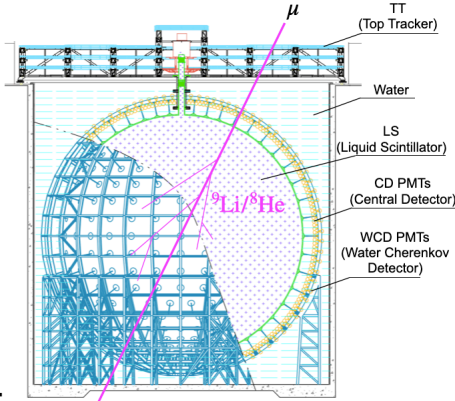 μ
TT
(Top Tracker)
Water
LS
(Liquid Scintillator)
⁹Li/⁸He
CD PMTs
(Central Detector)
WCD PMTs
(Water Cherenkov
Detector)